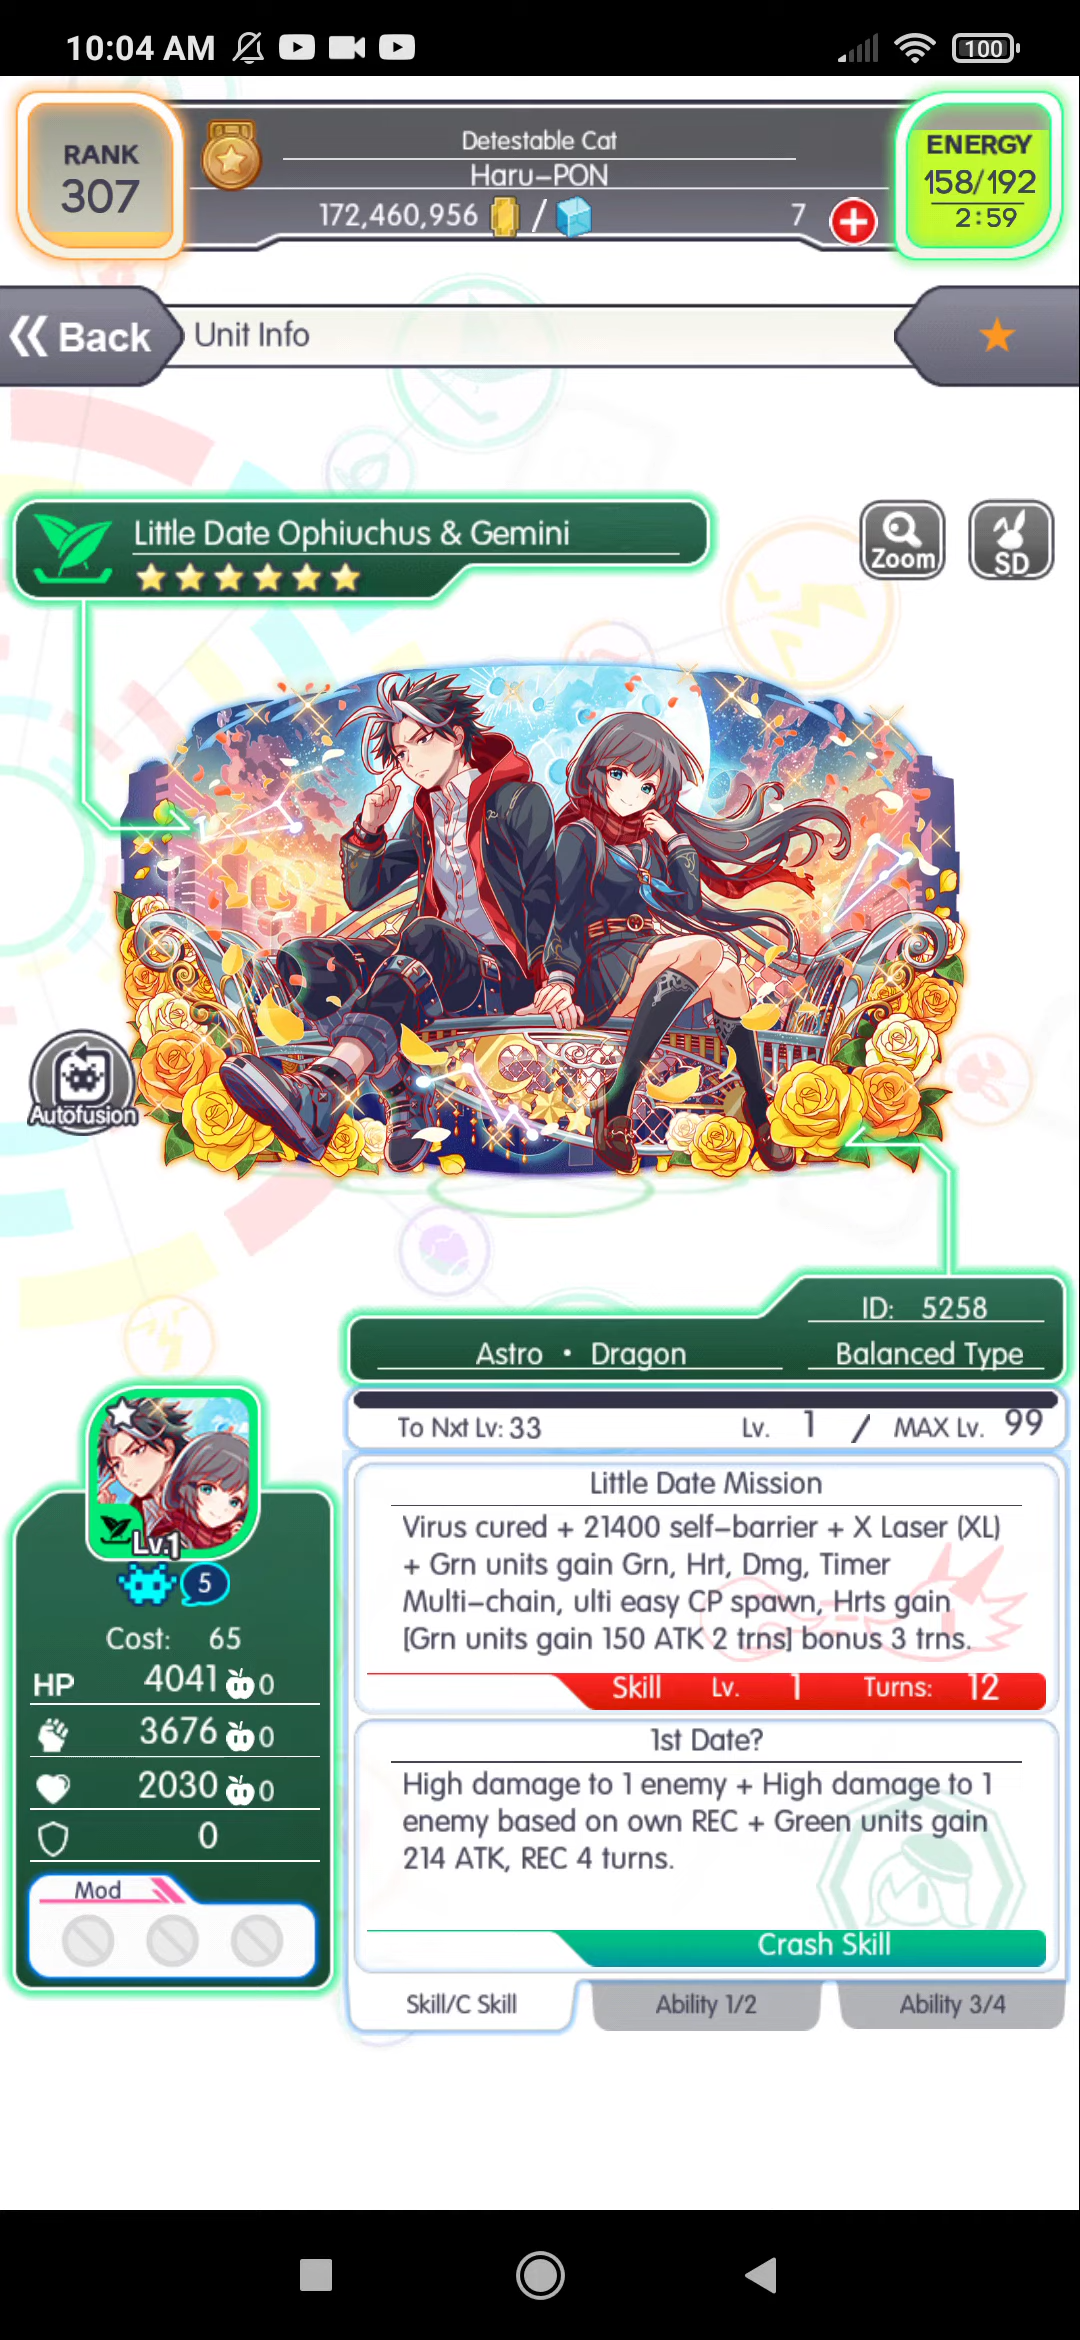 10:04 AM
100
RANK
307
Detestable Cat
Haru-PON
172,460,956 / 7
ENERGY
158/192
2:59
Back
Unit Info
Little Date Ophiuchus & Gemini
Zoom
SD
Autofusion
ID: 5258
Astro • Dragon
Balanced Type
To Nxt Lv: 33
Lv. 1 / MAX Lv. 99
Lv.1
5
Cost: 65
HP 4041 0
3676 0
2030 0
0
Mod
Little Date Mission
Virus cured + 21400 self-barrier + X Laser (XL)
+ Grn units gain Grn, Hrt, Dmg, Timer
Multi-chain, ulti easy CP spawn, Hrts gain
[Grn units gain 150 ATK 2 trns] bonus 3 trns.
Skill Lv. 1 Turns: 12
1st Date?
High damage to 1 enemy + High damage to 1
enemy based on own REC + Green units gain
214 ATK, REC 4 turns.
Crash Skill
Skill/C Skill
Ability 1/2
Ability 3/4